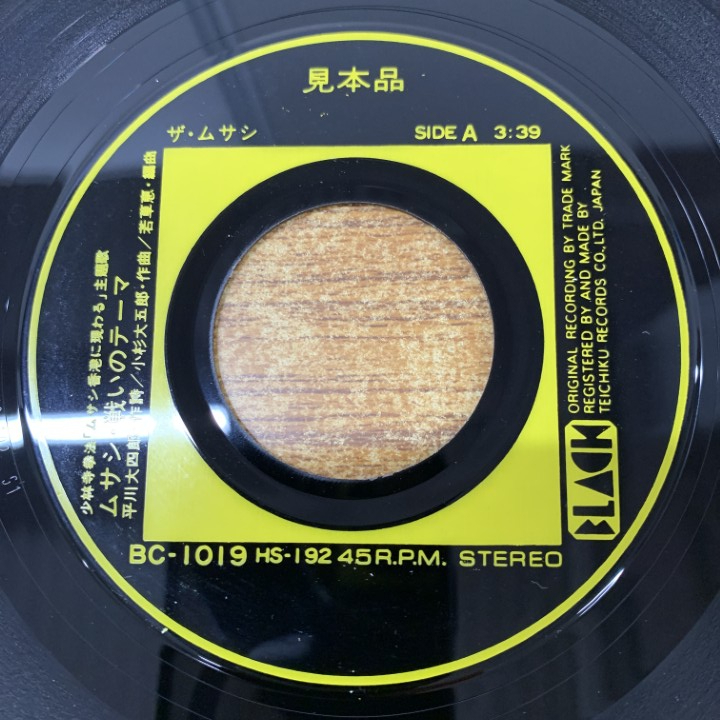 見本品
ザ・ムサシ
SIDE A 3:39
少林寺拳法「ムサシ香港に現わる」主題歌
ムサシ・戦いのテーマ
平川大四郎・作詩/小杉大五郎・作曲/若草恵・編曲
ORIGINAL RECORDING BY TRADE MARK
REGISTERED BY AND MADE BY
TEICHIKU RECORDS CO.,LTD. JAPAN
BLACK
BC-1019 HS-192 45 R.P.M. STEREO